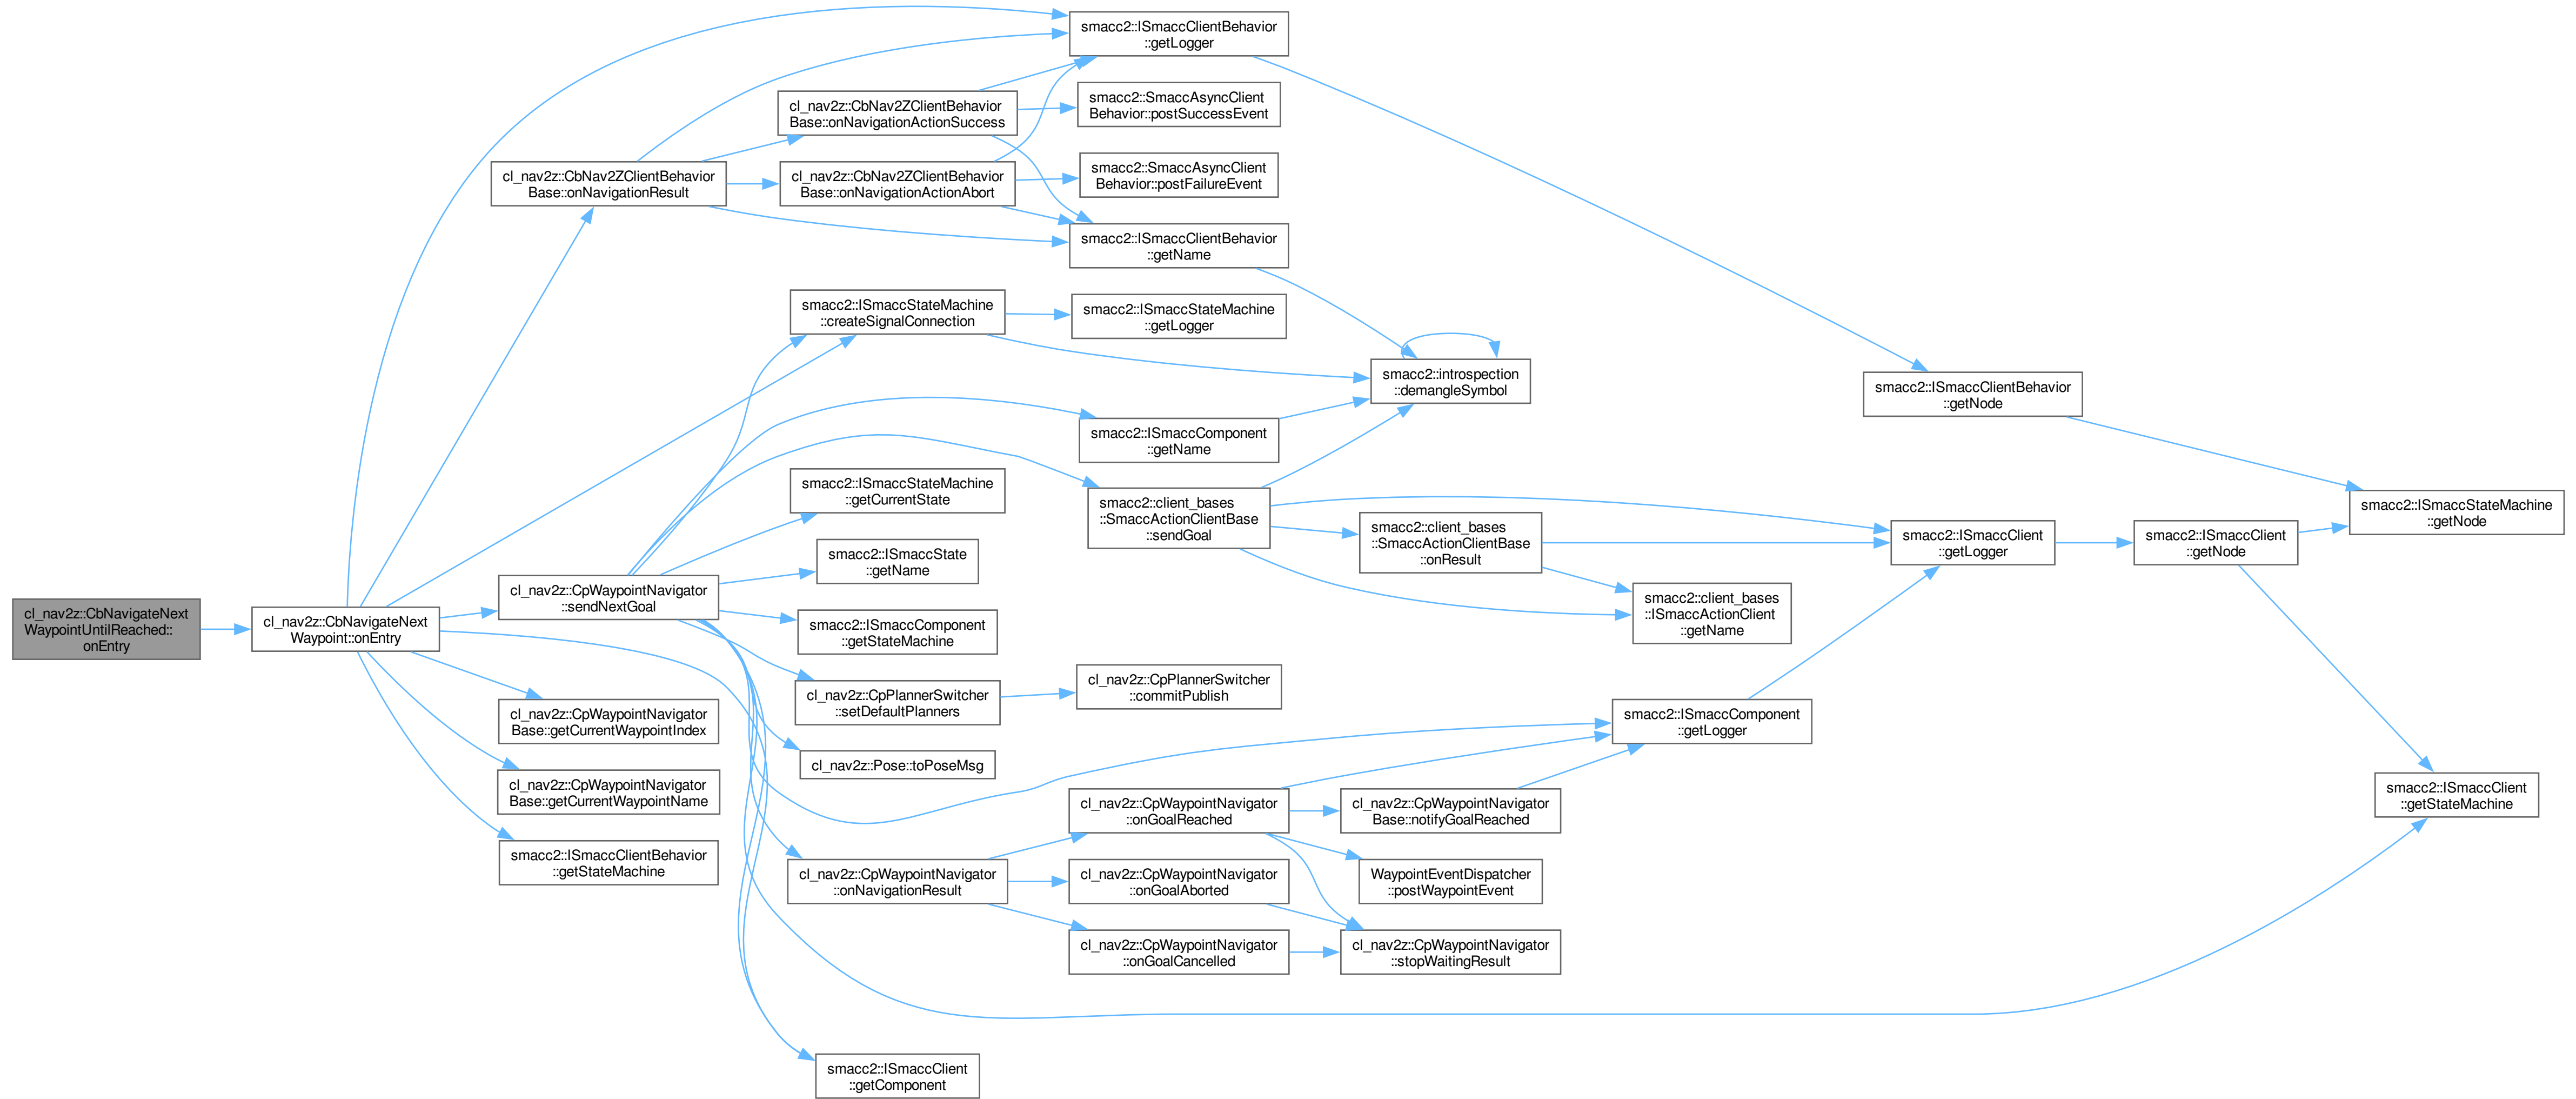 cl_nav2z::CbNavigateNext
WaypointUntilReached::
onEntry
cl_nav2z::CbNavigateNext
Waypoint::onEntry
smacc2::ISmaccClientBehavior
::getLogger
cl_nav2z::CbNav2ZClientBehavior
Base::onNavigationResult
cl_nav2z::CbNav2ZClientBehavior
Base::onNavigationActionSuccess
smacc2::SmaccAsyncClient
Behavior::postSuccessEvent
cl_nav2z::CbNav2ZClientBehavior
Base::onNavigationActionAbort
smacc2::SmaccAsyncClient
Behavior::postFailureEvent
smacc2::ISmaccClientBehavior
::getName
smacc2::ISmaccStateMachine
::createSignalConnection
smacc2::ISmaccStateMachine
::getLogger
smacc2::introspection
::demangleSymbol
smacc2::ISmaccClientBehavior
::getNode
smacc2::ISmaccComponent
::getName
smacc2::ISmaccStateMachine
::getCurrentState
smacc2::client_bases
::SmaccActionClientBase
::sendGoal
smacc2::client_bases
::SmaccActionClientBase
::onResult
smacc2::ISmaccClient
::getLogger
smacc2::ISmaccClient
::getNode
smacc2::ISmaccStateMachine
::getNode
smacc2::ISmaccState
::getName
cl_nav2z::CpWaypointNavigator
::sendNextGoal
smacc2::client_bases
::ISmaccActionClient
::getName
smacc2::ISmaccComponent
::getStateMachine
cl_nav2z::CpPlannerSwitcher
::setDefaultPlanners
cl_nav2z::CpPlannerSwitcher
::commitPublish
cl_nav2z::CpWaypointNavigator
Base::getCurrentWaypointIndex
smacc2::ISmaccComponent
::getLogger
cl_nav2z::Pose::toPoseMsg
cl_nav2z::CpWaypointNavigator
Base::getCurrentWaypointName
cl_nav2z::CpWaypointNavigator
::onGoalReached
cl_nav2z::CpWaypointNavigator
Base::notifyGoalReached
smacc2::ISmaccClient
::getStateMachine
smacc2::ISmaccClientBehavior
::getStateMachine
cl_nav2z::CpWaypointNavigator
::onNavigationResult
cl_nav2z::CpWaypointNavigator
::onGoalAborted
WaypointEventDispatcher
::postWaypointEvent
cl_nav2z::CpWaypointNavigator
::onGoalCancelled
cl_nav2z::CpWaypointNavigator
::stopWaitingResult
smacc2::ISmaccClient
::getComponent